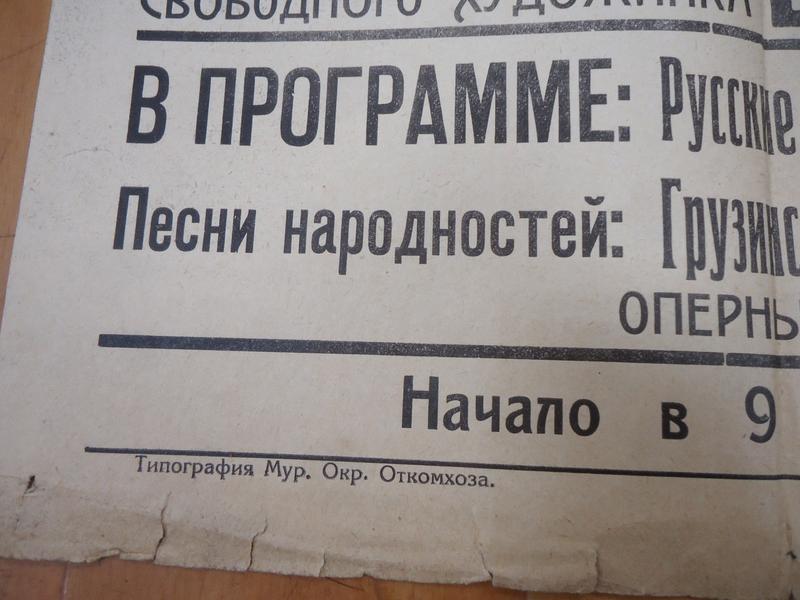 СВОБОДНОГО ХУДОЖНИКА
В ПРОГРАММЕ: Русские
Песни народностей: Грузинс
ОПЕРНЫ
Начало в 9
Типография Мур. Окр. Откомхоза.